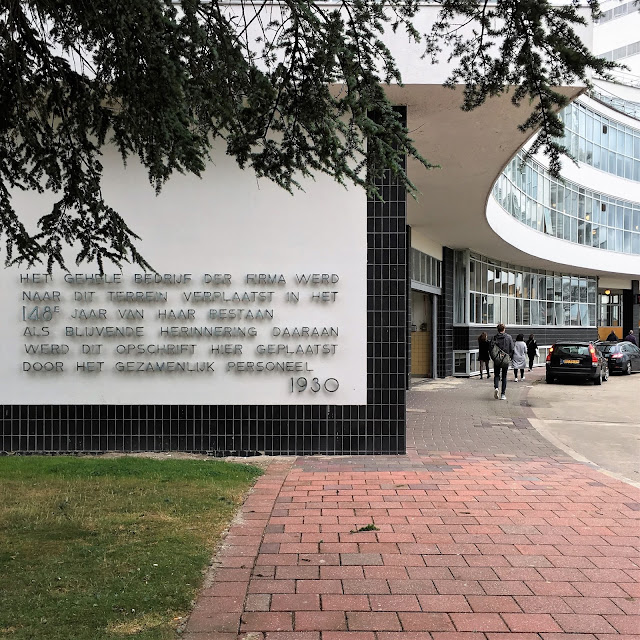 HET GEHELE BEDRIJF DER FIRMA WERD
NAAR DIT TERREIN VERPLAATST IN HET
148E JAAR VAN HAAR BESTAAN
ALS BLIJVENDE HERINNERING DAARAAN
WERD DIT OPSCHRIFT HIER GEPLAATST
DOOR HET GEZAMENLIJK PERSONEEL
1930